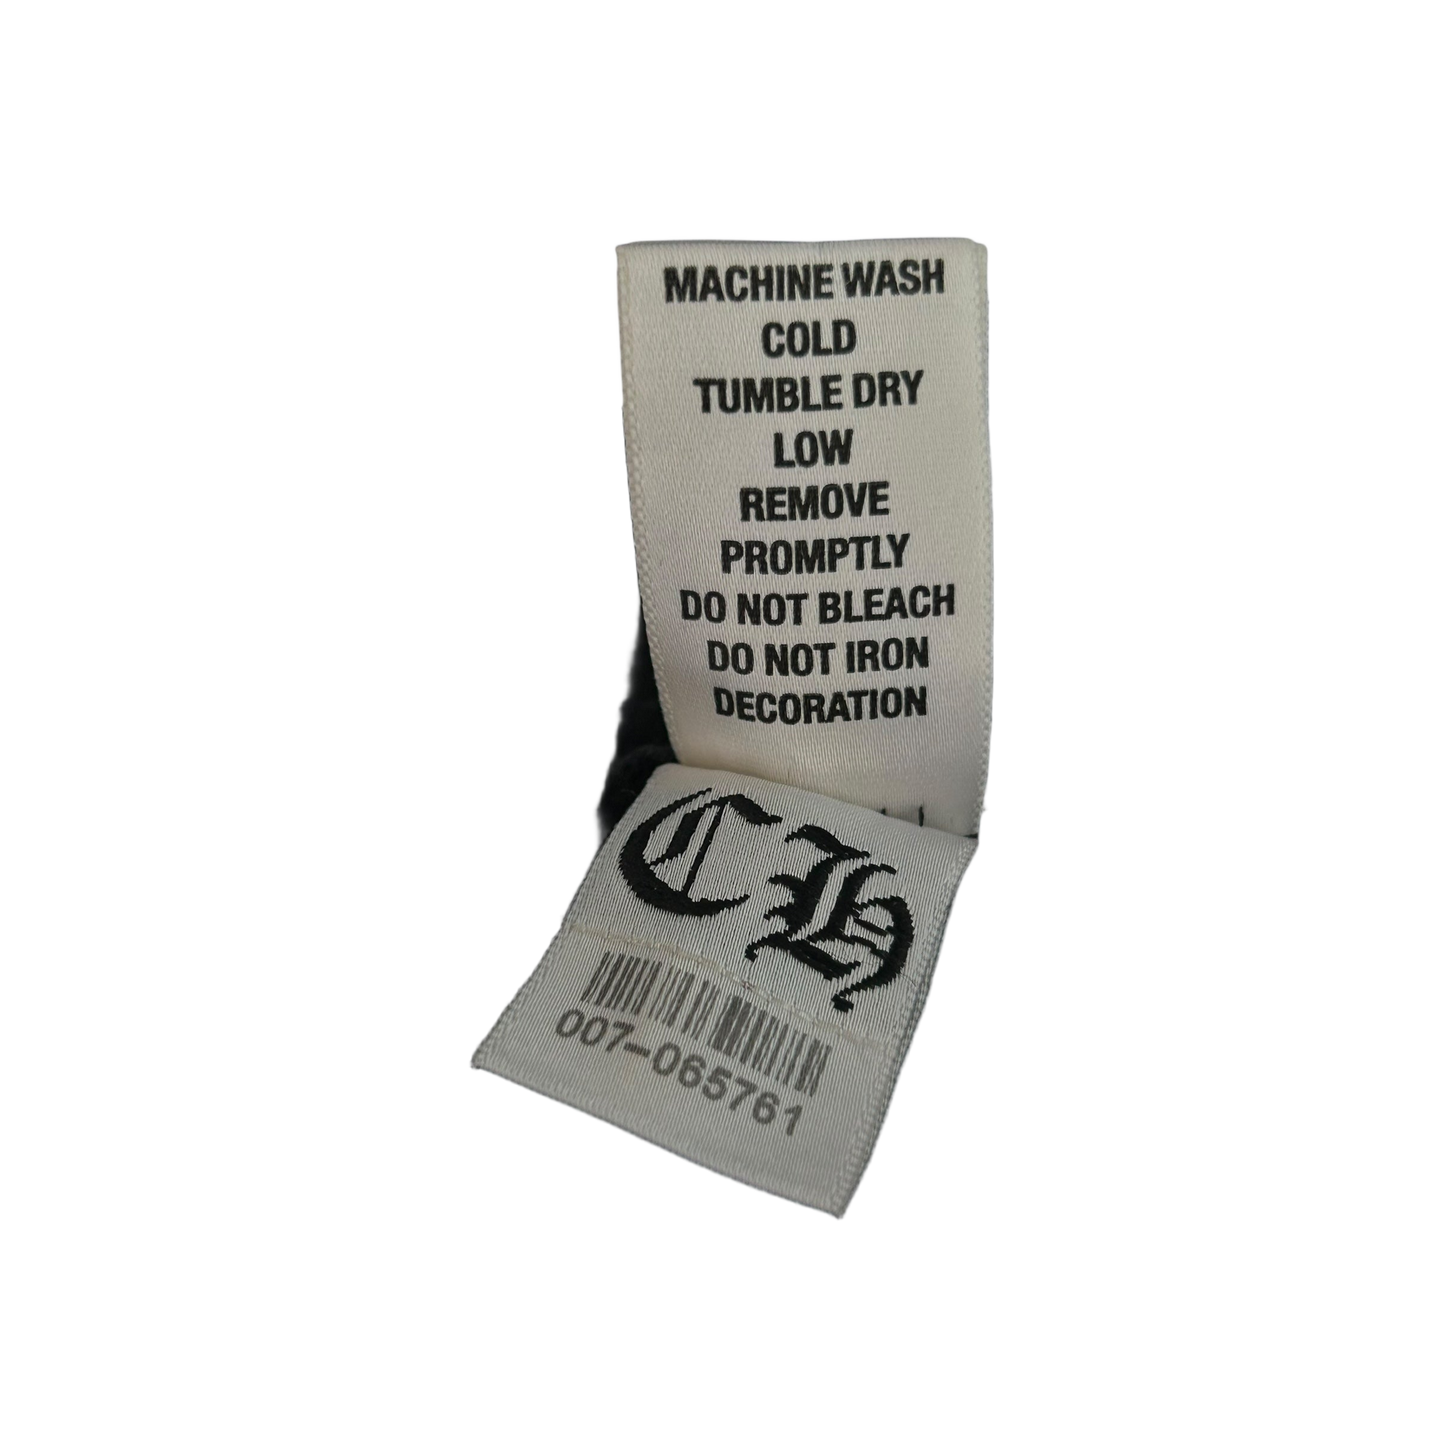 MACHINE WASH
COLD
TUMBLE DRY
LOW
REMOVE
PROMPTLY
DO NOT BLEACH
DO NOT IRON
DECORATION
CH
007-065761